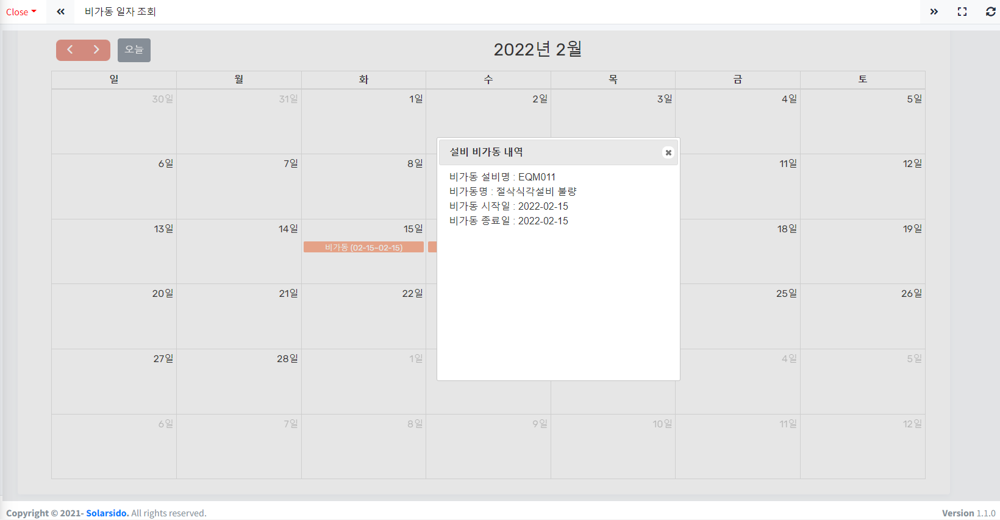 Close
비가동 일자 조회
오늘
2022년 2월
일 월 화 수 목 금 토
30일 31일 1일 2일 3일 4일 5일
6일 7일 8일 11일 12일
설비 비가동 내역
비가동 설비명 : EQM011
비가동명 : 절삭식각설비 불량
비가동 시작일 : 2022-02-15
비가동 종료일 : 2022-02-15
13일 14일 15일 18일 19일
비가동 (02-15~02-15)
20일 21일 22일 25일 26일
27일 28일 1일 4일 5일
6일 7일 8일 9일 10일 11일 12일
Copyright © 2021- Solarsido. All rights reserved.
Version 1.1.0